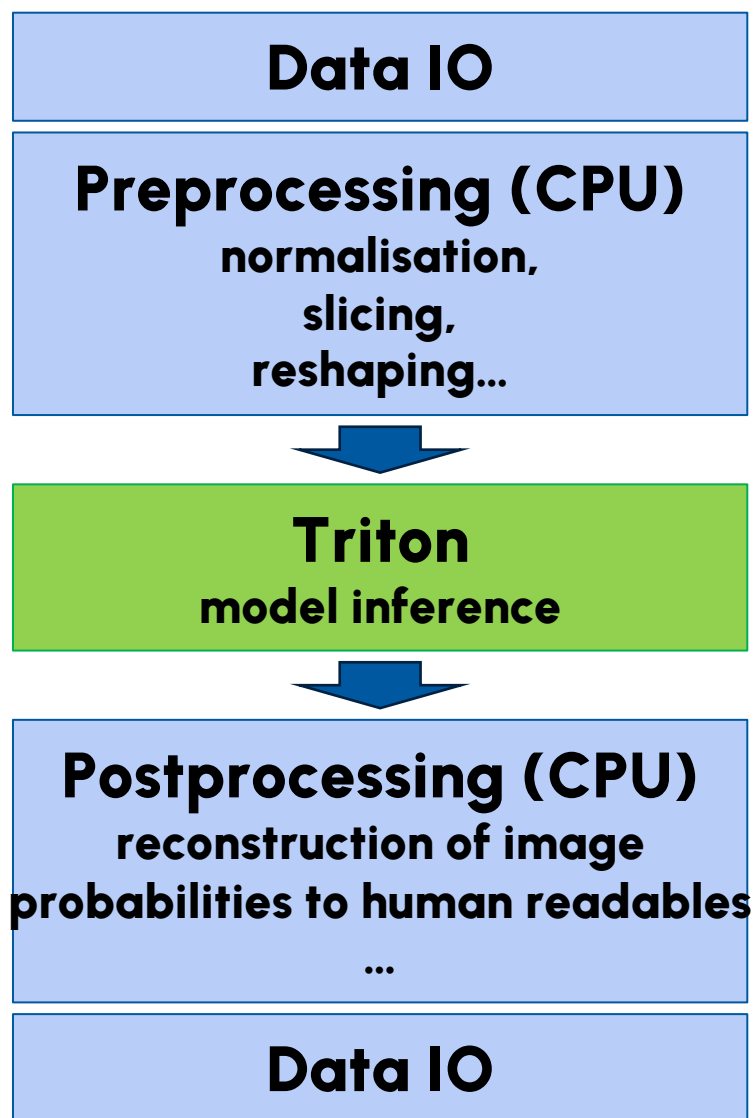 Data IO
Preprocessing (CPU)
normalisation,
slicing,
reshaping...
Triton
model inference
Postprocessing (CPU)
reconstruction of image
probabilities to human readables
...
Data IO